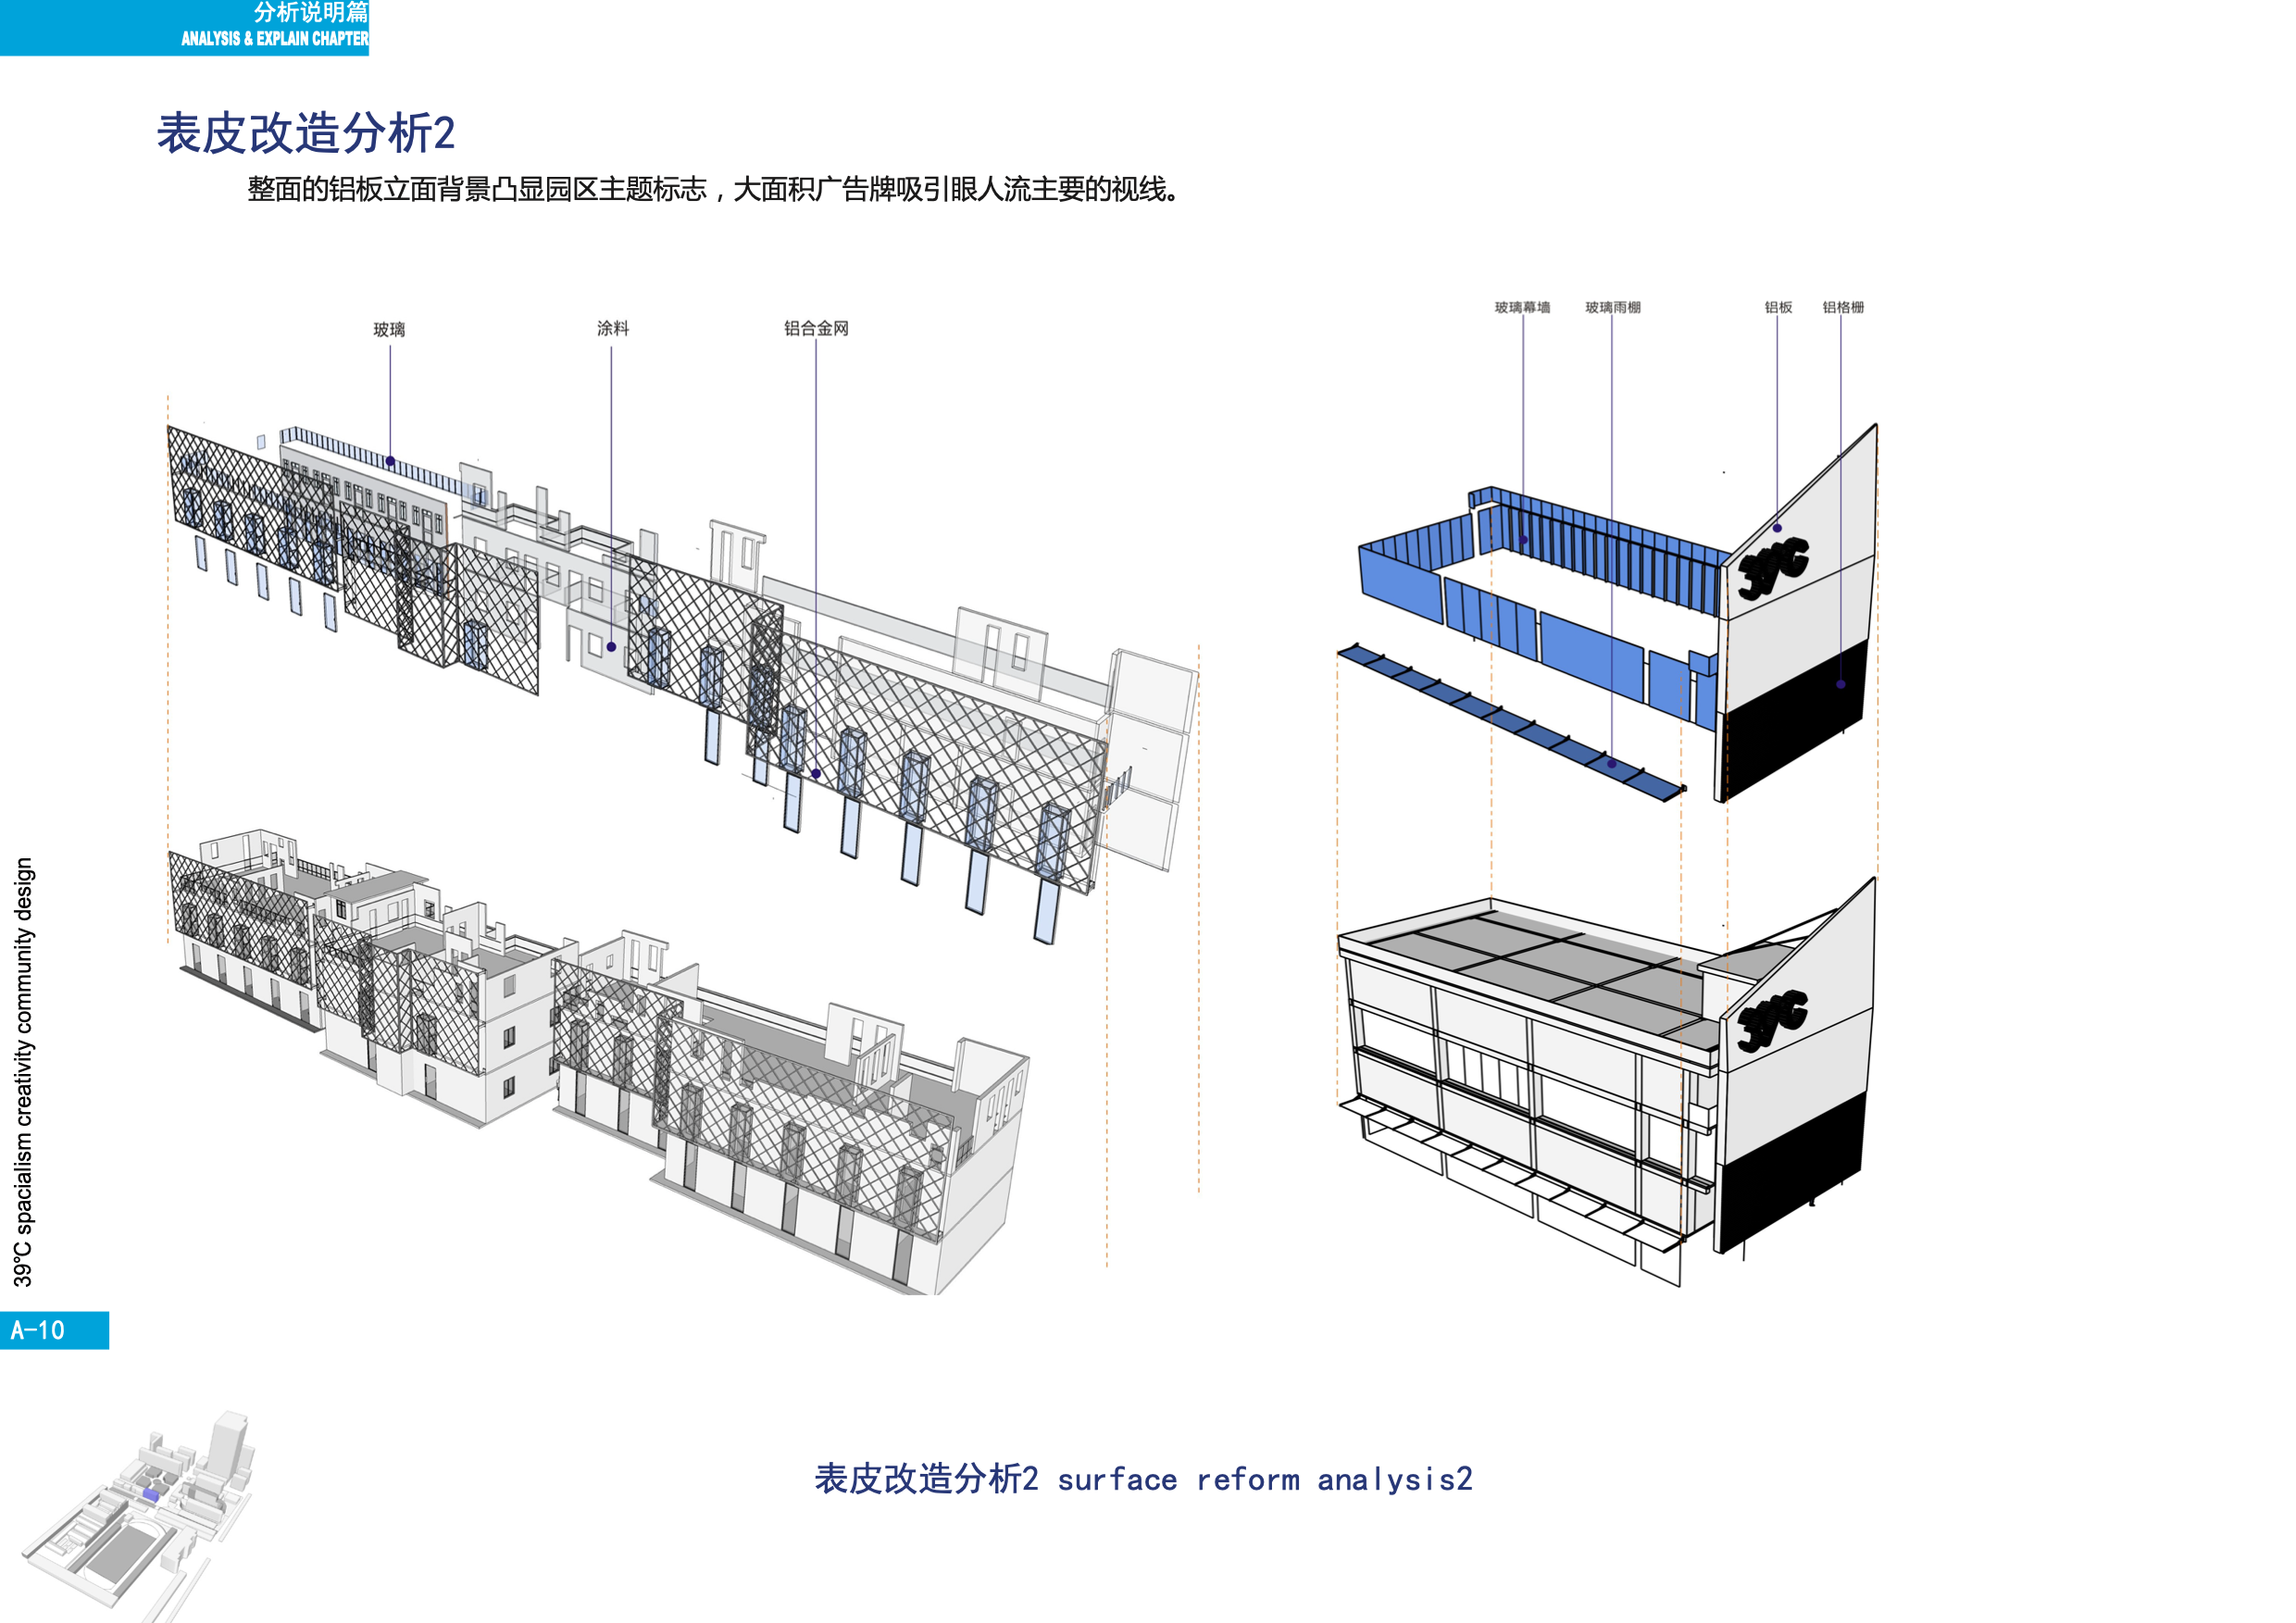 分析说明篇
ANALYSIS & EXPLAIN CHAPTER
表皮改造分析2
整面的铝板立面背景凸显园区主题标志，大面积广告牌吸引眼人流主要的视线。
玻璃
涂料
铝合金网
玻璃幕墙
玻璃雨棚
铝板
铝格栅
39℃
39℃
39℃ spacialism creativity community design
A-10
表皮改造分析2 surface reform analysis2